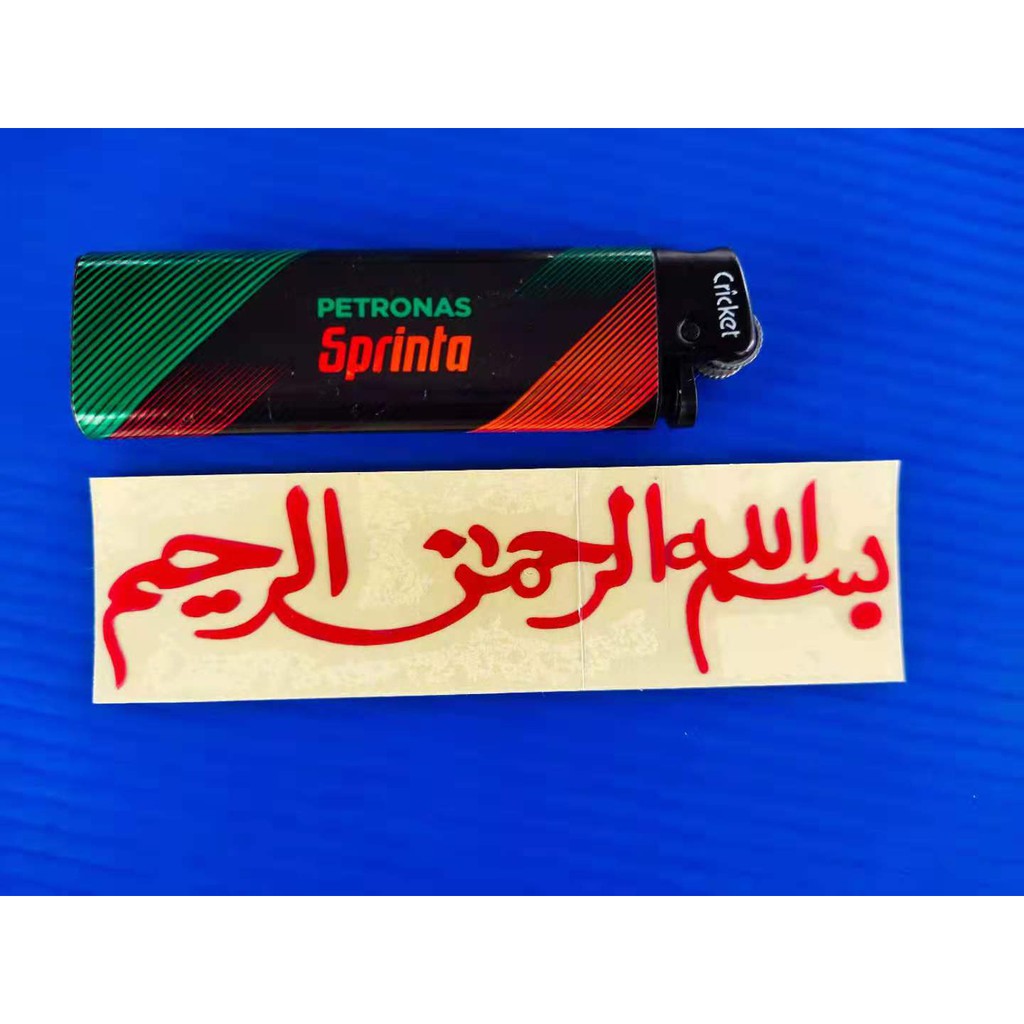 PETRONAS
Sprinta
Cricket
بسم الله الرحمن الرحيم